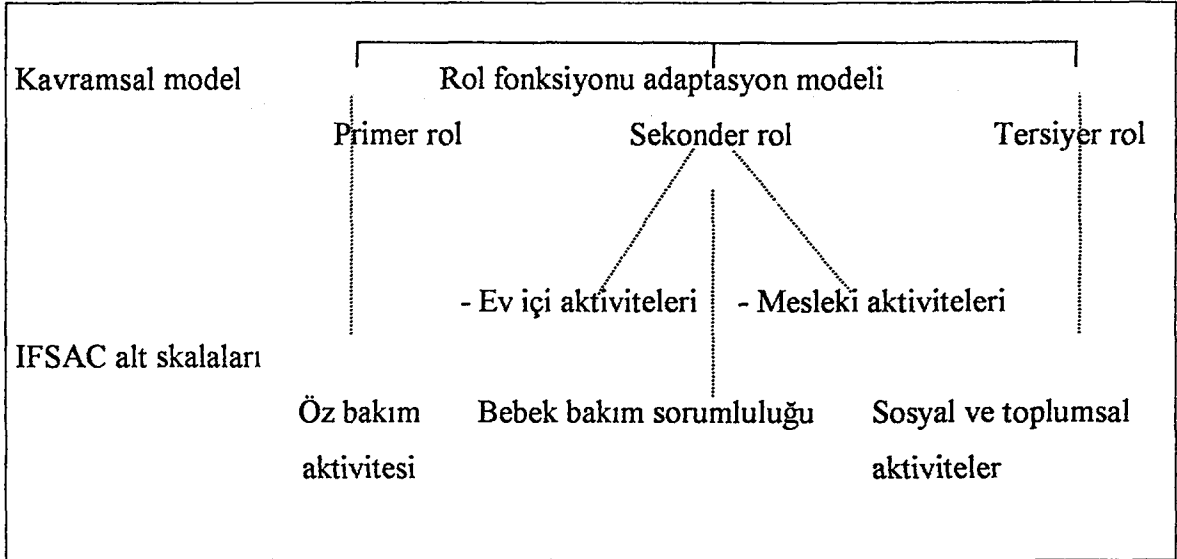 Kavramsal model Rol fonksiyonu adaptasyon modeli
Primer rol Sekonder rol Tersiyer rol
- Ev içi aktiviteleri - Mesleki aktiviteleri
IFSAC alt skalaları
Öz bakım Bebek bakım sorumluluğu Sosyal ve toplumsal
aktivitesi aktiviteler